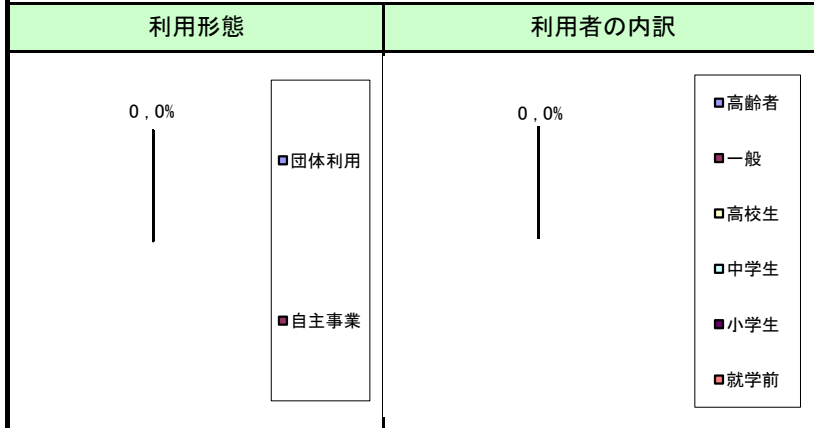 利用形態
利用者の内訳
0 , 0%
団体利用
自主事業
0 , 0%
高齢者
一般
高校生
中学生
小学生
就学前